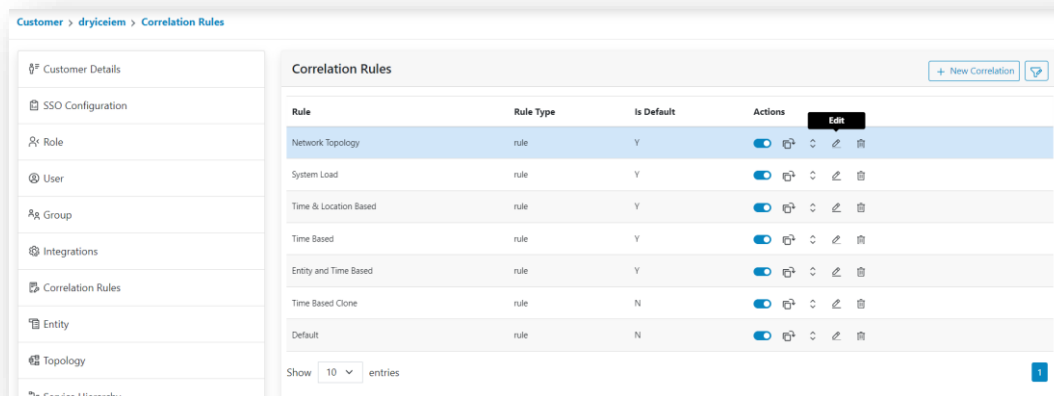 Customer > dryiceiem > Correlation Rules
Customer Details
SSO Configuration
Role
User
Group
Integrations
Correlation Rules
Entity
Topology
Service Hierarchy
Correlation Rules
+ New Correlation
Rule Rule Type Is Default Actions
Edit
Network Topology rule Y
System Load rule Y
Time & Location Based rule Y
Time Based rule Y
Entity and Time Based rule Y
Time Based Clone rule N
Default rule N
Show 10 entries
1